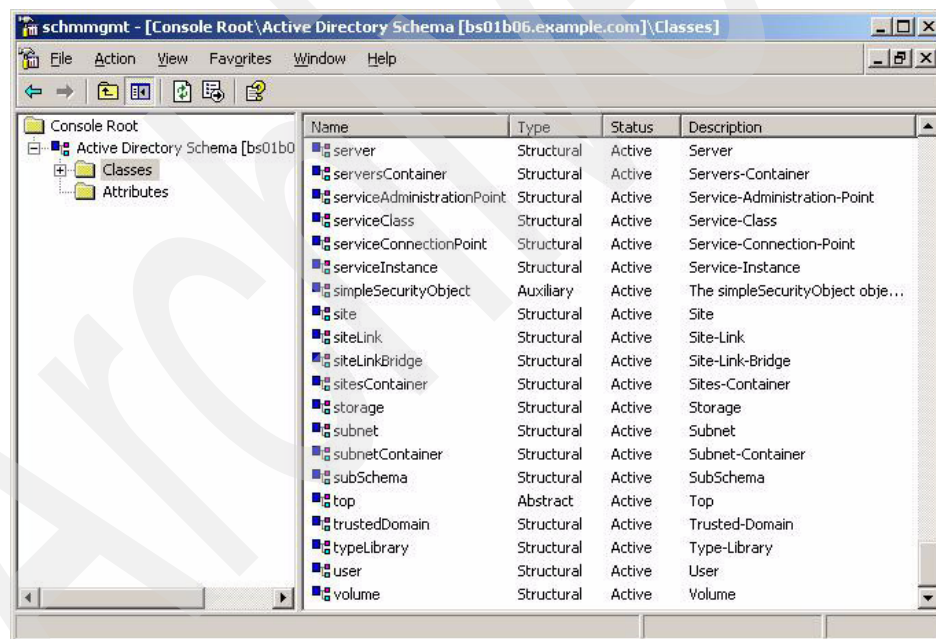 schmmgmt - [Console Root\Active Directory Schema [bs01b06.example.com]\Classes]
File Action View Favorites Window Help
Console Root
Active Directory Schema [bs01b0
Classes
Attributes
Name Type Status Description
server Structural Active Server
serversContainer Structural Active Servers-Container
serviceAdministrationPoint Structural Active Service-Administration-Point
serviceClass Structural Active Service-Class
serviceConnectionPoint Structural Active Service-Connection-Point
serviceInstance Structural Active Service-Instance
simpleSecurityObject Auxiliary Active The simpleSecurityObject obje...
site Structural Active Site
siteLink Structural Active Site-Link
siteLinkBridge Structural Active Site-Link-Bridge
sitesContainer Structural Active Sites-Container
storage Structural Active Storage
subnet Structural Active Subnet
subnetContainer Structural Active Subnet-Container
subSchema Structural Active SubSchema
top Abstract Active Top
trustedDomain Structural Active Trusted-Domain
typeLibrary Structural Active Type-Library
user Structural Active User
volume Structural Active Volume